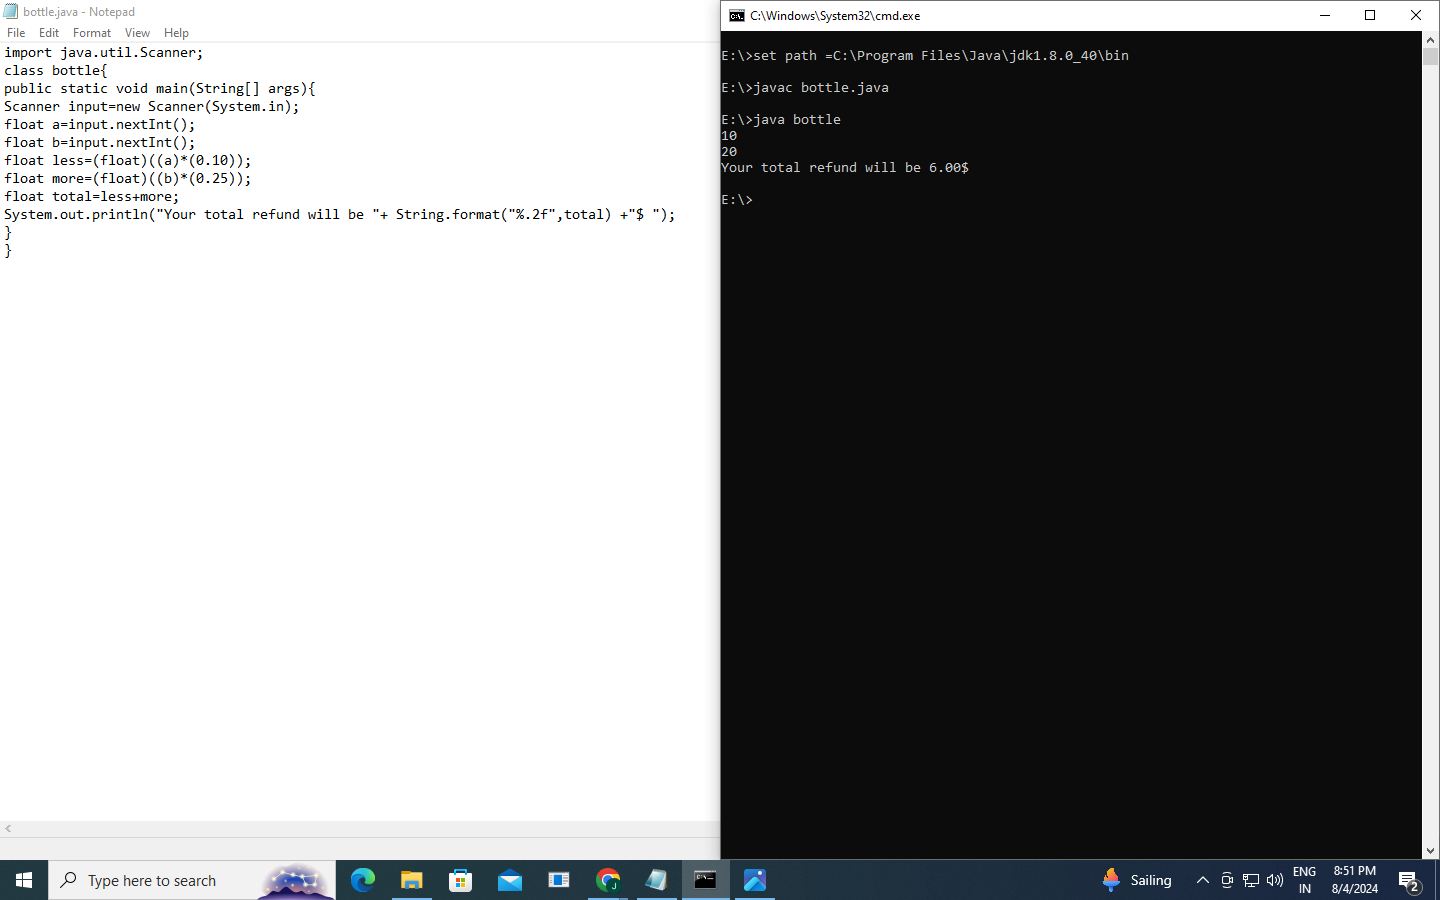 bottle.java - Notepad
File Edit Format View Help
import java.util.Scanner;
class bottle{
public static void main(String[] args){
Scanner input=new Scanner(System.in);
float a=input.nextInt();
float b=input.nextInt();
float less=(float)((a)*(0.10));
float more=(float)((b)*(0.25));
float total=less+more;
System.out.println("Your total refund will be "+ String.format("%.2f",total) +"$ ");
}
}
C:\Windows\System32\cmd.exe
E:\>set path =C:\Program Files\Java\jdk1.8.0_40\bin
E:\>javac bottle.java
E:\>java bottle
10
20
Your total refund will be 6.00$
E:\>
Type here to search
Sailing
ENG
IN
8:51 PM
8/4/2024
2